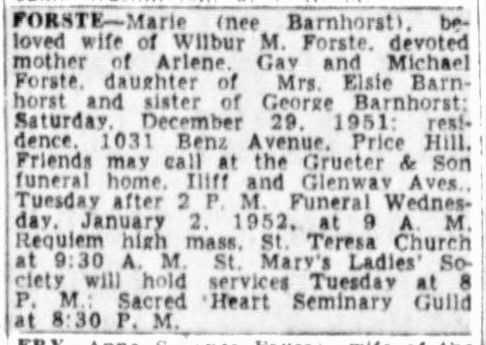 FORSTE—Marie (nee Barnhorst), be-
loved wife of Wilbur M. Forste, devoted
mother of Arlene, Gay and Michael
Forste, daughter of Mrs. Elsie Barn-
horst and sister of George Barnhorst;
Saturday, December 29, 1951; resi-
dence, 1031 Benz Avenue, Price Hill.
Friends may call at the Grueter & Son
funeral home, Iliff and Glenway Aves.,
Tuesday after 2 P. M. Funeral Wednes-
day, January 2, 1952, at 9 A. M.
Requiem high mass, St. Teresa Church
at 9:30 A. M. St. Mary's Ladies' So-
ciety will hold services Tuesday at 8
P. M.; Sacred Heart Seminary Guild
at 8:30 P. M.